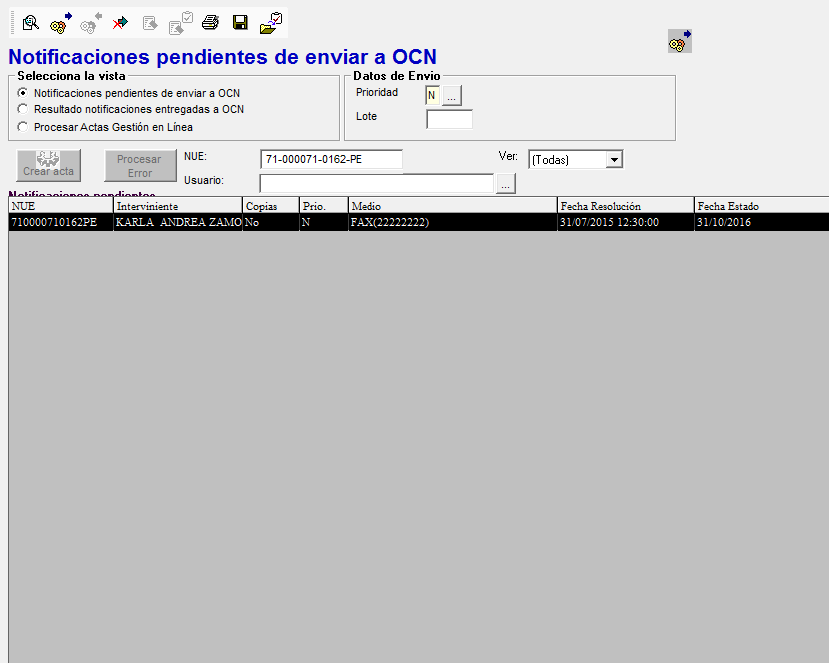 Notificaciones pendientes de enviar a OCN
Selecciona la vista
Notificaciones pendientes de enviar a OCN
Resultado notificaciones entregadas a OCN
Procesar Actas Gestión en Línea
Datos de Envio
Prioridad N ...
Lote
Crear acta
Procesar Error
NUE: 71-000071-0162-PE
Ver: (Todas)
Usuario: ...
Notificaciones pendientes
NUE Interviniente Copias Prio. Medio Fecha Resolución Fecha Estado
710000710162PE KARLA ANDREA ZAMO No N FAX(22222222) 31/07/2015 12:30:00 31/10/2016